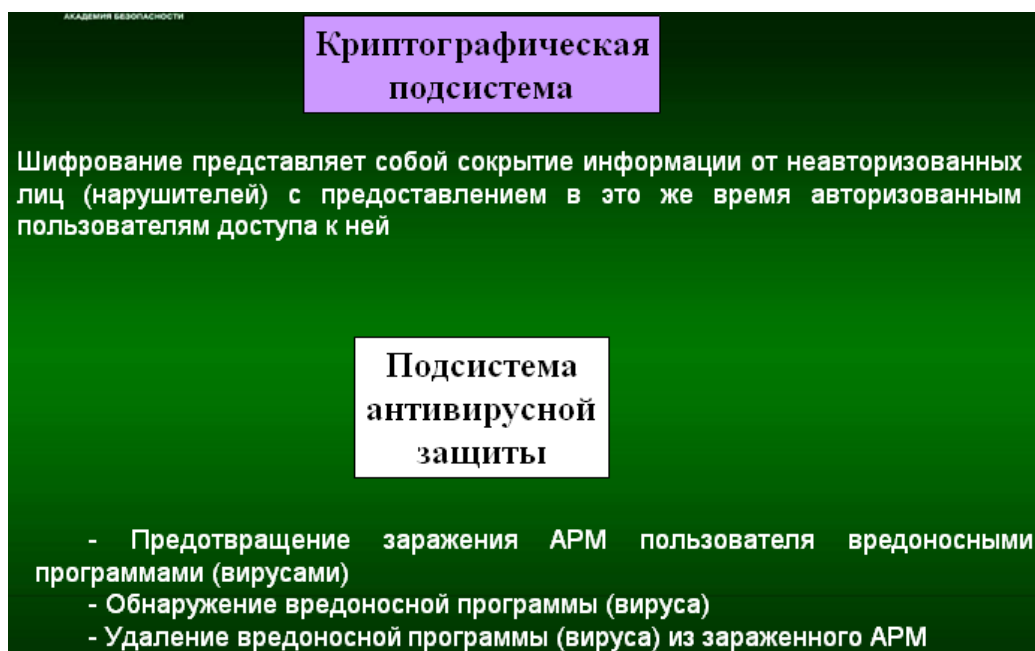 АКАДЕМИЯ БЕЗОПАСНОСТИ
Криптографическая
подсистема
Шифрование представляет собой сокрытие информации от неавторизованных
лиц (нарушителей) с предоставлением в это же время авторизованным
пользователям доступа к ней
Подсистема
антивирусной
защиты
- Предотвращение заражения АРМ пользователя вредоносными
программами (вирусами)
- Обнаружение вредоносной программы (вируса)
- Удаление вредоносной программы (вируса) из зараженного АРМ